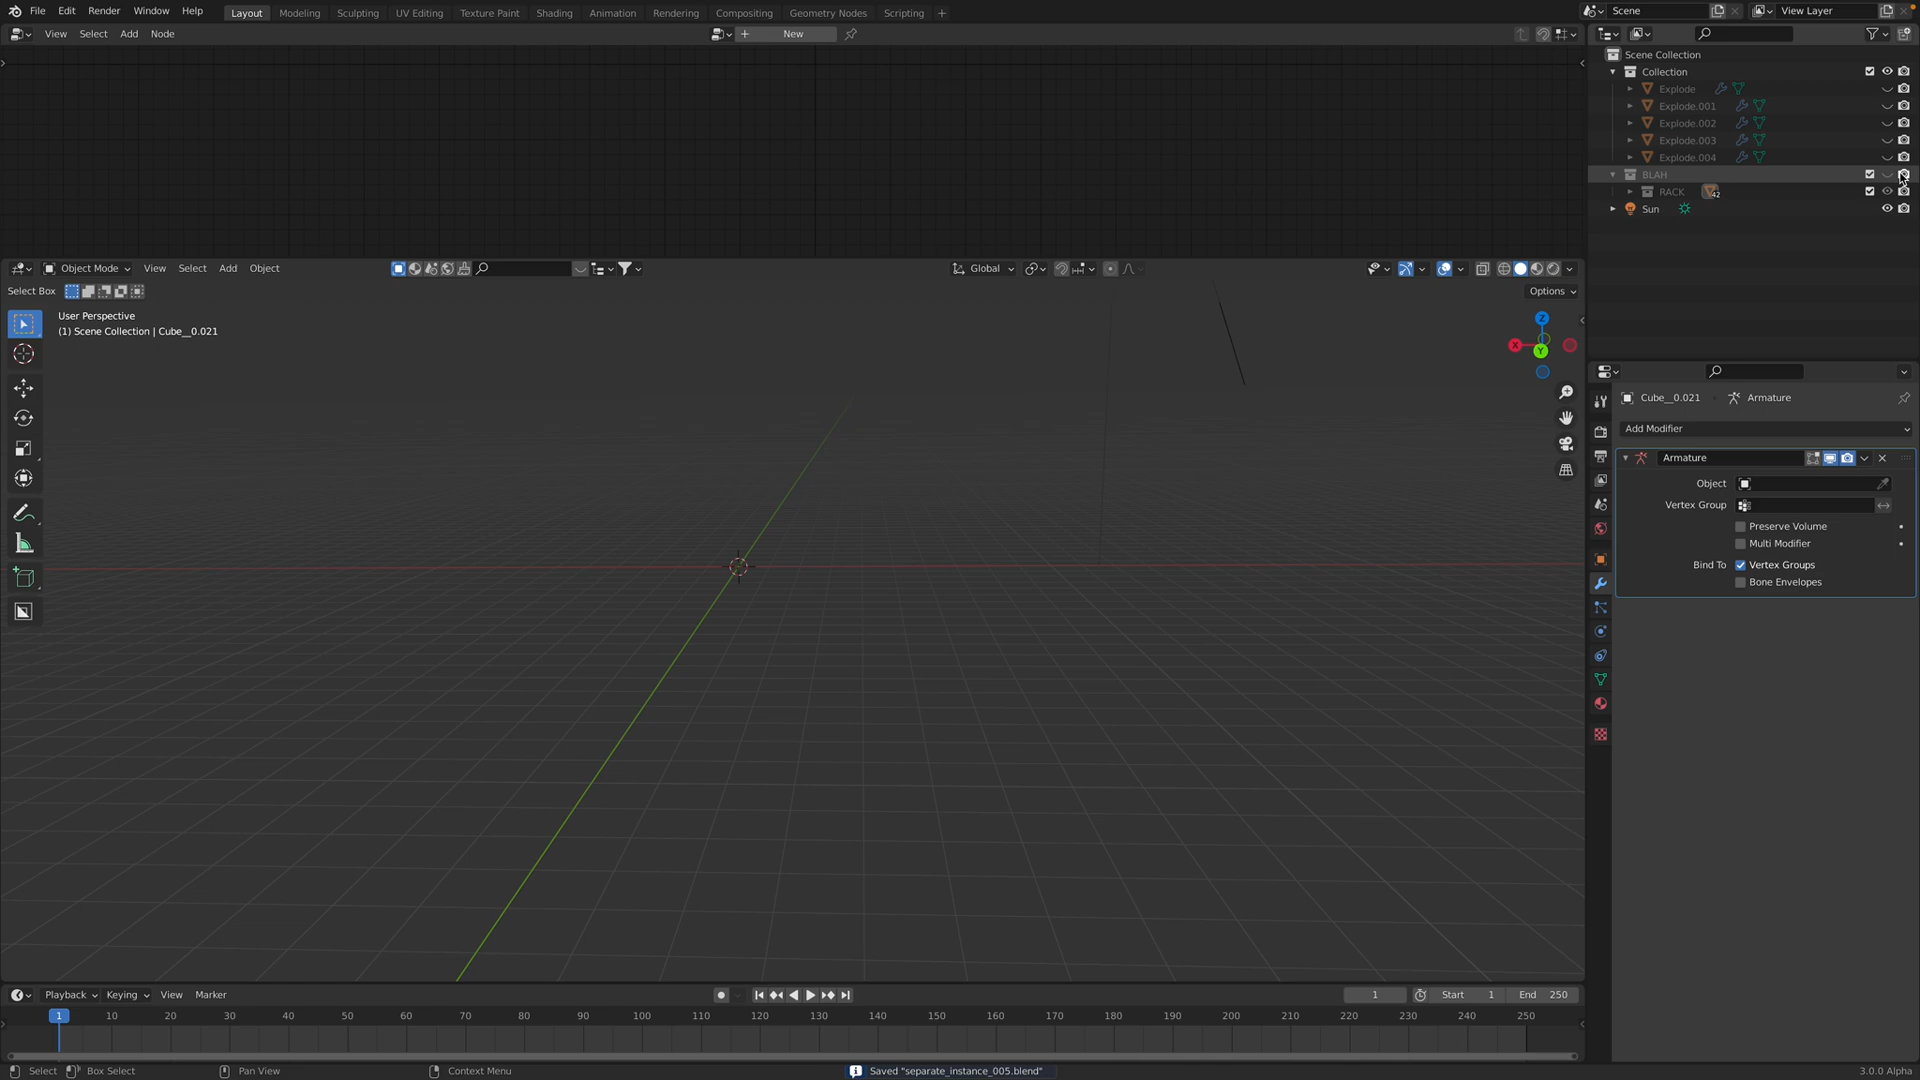 File Edit Render Window Help Layout Modeling Sculpting UV Editing Texture Paint Shading Animation Rendering Compositing Geometry Nodes Scripting + Scene View Layer
View Select Add Node + New
Scene Collection
Collection
Explode
Explode.001
Explode.002
Explode.003
Explode.004
BLAH
RACK 42
Sun
Object Mode View Select Add Object Global
Select Box Options
User Perspective
(1) Scene Collection | Cube__0.021
Z
X
Y
Cube__0.021 Armature
Add Modifier
Armature
Object
Vertex Group
Preserve Volume
Multi Modifier
Bind To Vertex Groups
Bone Envelopes
Playback Keying View Marker 1 Start 1 End 250
1 10 20 30 40 50 60 70 80 90 100 110 120 130 140 150 160 170 180 190 200 210 220 230 240 250
Select Box Select Pan View Context Menu Saved "separate_instance_005.blend" 3.0.0 Alpha